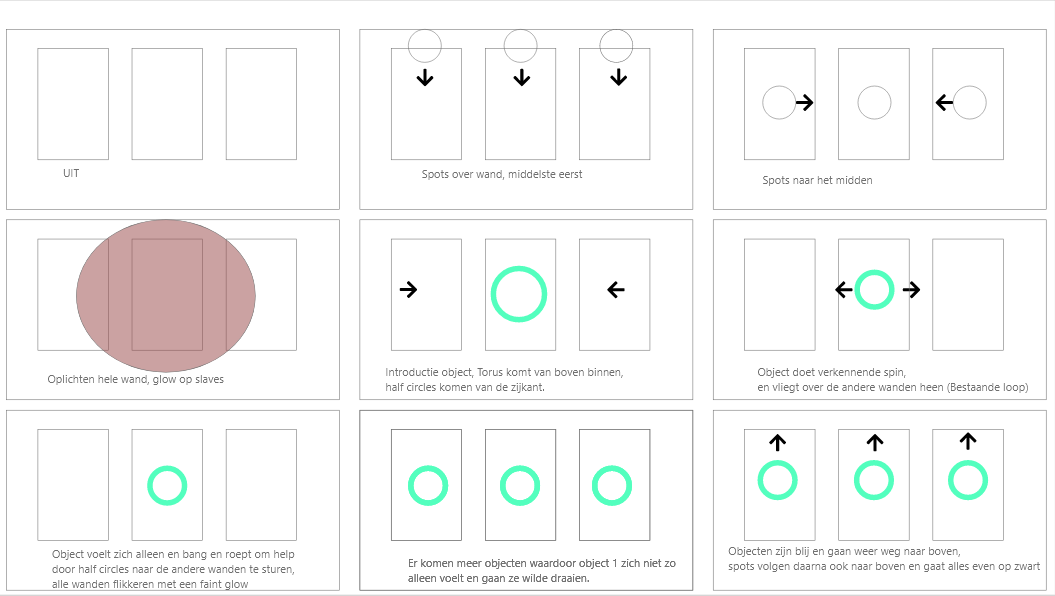 UIT
Spots over wand, middelste eerst
Spots naar het midden
Oplichten hele wand, glow op slaves
Introductie object, Torus komt van boven binnen,
half circles komen van de zijkant.
Object doet verkennende spin,
en vliegt over de andere wanden heen (Bestaande loop)
Object voelt zich alleen en bang en roept om help
door half circles naar de andere wanden te sturen,
alle wanden flikkeren met een faint glow
Er komen meer objecten waardoor object 1 zich niet zo
alleen voelt en gaan ze wilde draaien.
Objecten zijn blij en gaan weer weg naar boven,
spots volgen daarna ook naar boven en gaat alles even op zwart